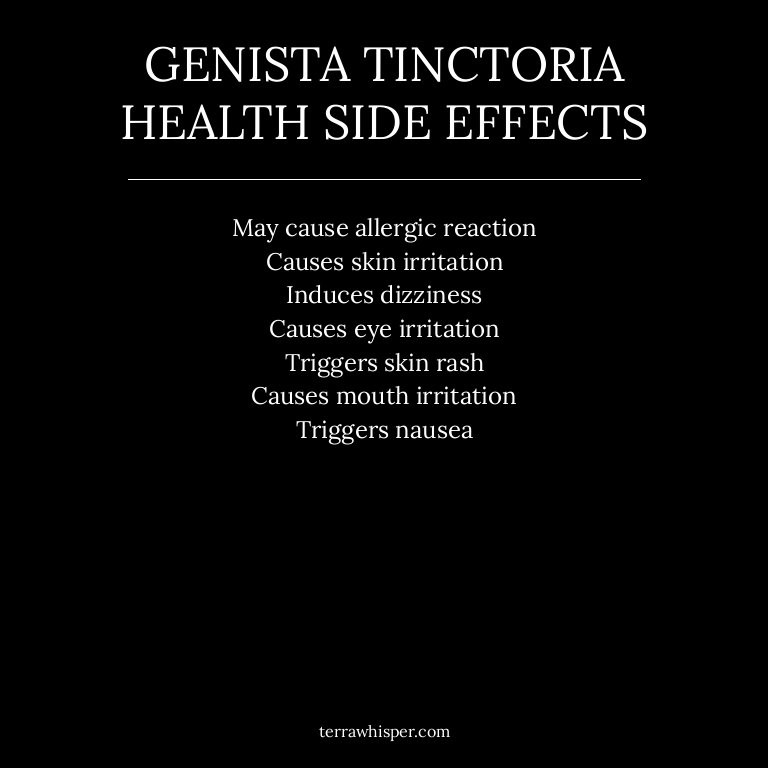 GENISTA TINCTORIA
HEALTH SIDE EFFECTS
May cause allergic reaction
Causes skin irritation
Induces dizziness
Causes eye irritation
Triggers skin rash
Causes mouth irritation
Triggers nausea
terrawhisper.com